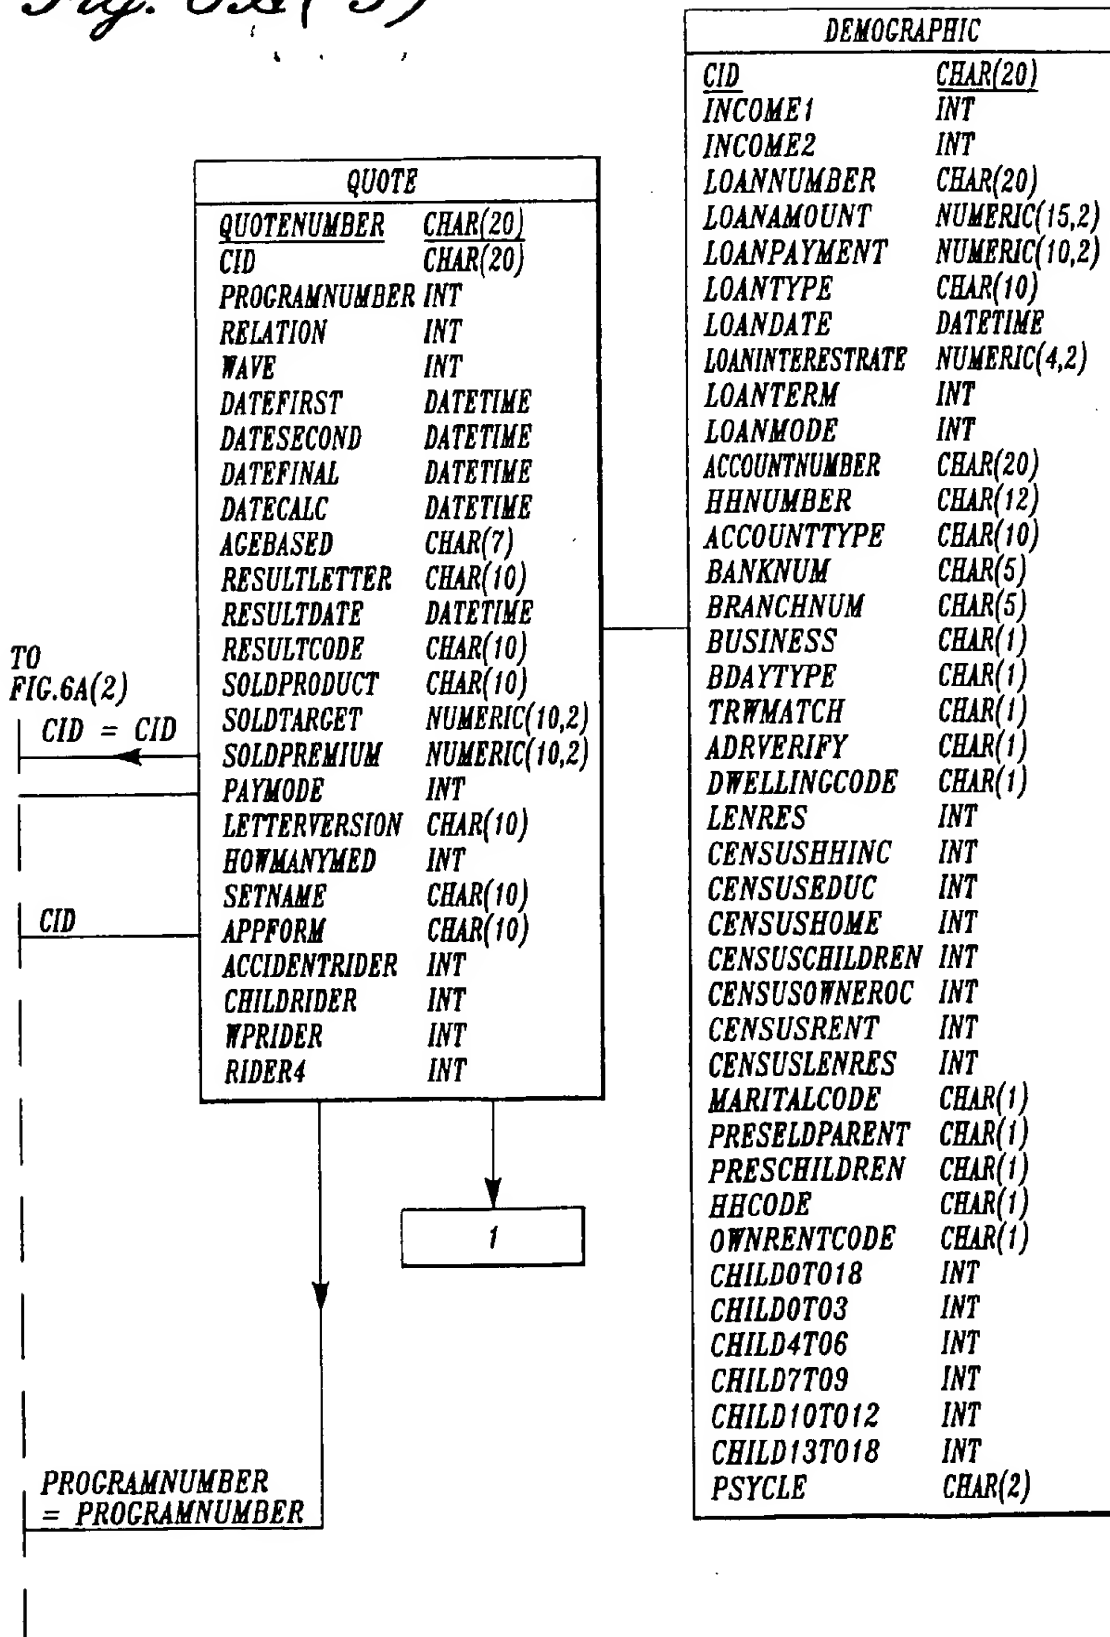 Fig. 6A(3)
DEMOGRAPHIC
CID CHAR(20)
INCOME1 INT
INCOME2 INT
LOANNUMBER CHAR(20)
LOANAMOUNT NUMERIC(15,2)
LOANPAYMENT NUMERIC(10,2)
LOANTYPE CHAR(10)
LOANDATE DATETIME
LOANINTERESTRATE NUMERIC(4,2)
LOANTERM INT
LOANMODE INT
ACCOUNTNUMBER CHAR(20)
HHNUMBER CHAR(12)
ACCOUNTTYPE CHAR(10)
BANKNUM CHAR(5)
BRANCHNUM CHAR(5)
BUSINESS CHAR(1)
BDAYTYPE CHAR(1)
TRWMATCH CHAR(1)
ADRVERIFY CHAR(1)
DWELLINGCODE CHAR(1)
LENRES INT
CENSUSHHINC INT
CENSUSEDUC INT
CENSUSHOME INT
CENSUSCHILDREN INT
CENSUSOWNEROC INT
CENSUSRENT INT
CENSUSLENRES INT
MARITALCODE CHAR(1)
PRESELDPARENT CHAR(1)
PRESCHILDREN CHAR(1)
HHCODE CHAR(1)
OWNRENTCODE CHAR(1)
CHILD0TO18 INT
CHILD0TO3 INT
CHILD4TO6 INT
CHILD7TO9 INT
CHILD10TO12 INT
CHILD13TO18 INT
PSYCLE CHAR(2)
QUOTE
QUOTENUMBER CHAR(20)
CID CHAR(20)
PROGRAMNUMBER INT
RELATION INT
WAVE INT
DATEFIRST DATETIME
DATESECOND DATETIME
DATEFINAL DATETIME
DATECALC DATETIME
AGEBASED CHAR(7)
RESULTLETTER CHAR(10)
RESULTDATE DATETIME
RESULTCODE CHAR(10)
SOLDPRODUCT CHAR(10)
SOLDTARGET NUMERIC(10,2)
SOLDPREMIUM NUMERIC(10,2)
PAYMODE INT
LETTERVERSION CHAR(10)
HOWMANYMED INT
SETNAME CHAR(10)
APPFORM CHAR(10)
ACCIDENTRIDER INT
CHILDRIDER INT
WPRIDER INT
RIDER4 INT
TO
FIG.6A(2)
CID = CID
CID
1
PROGRAMNUMBER
= PROGRAMNUMBER